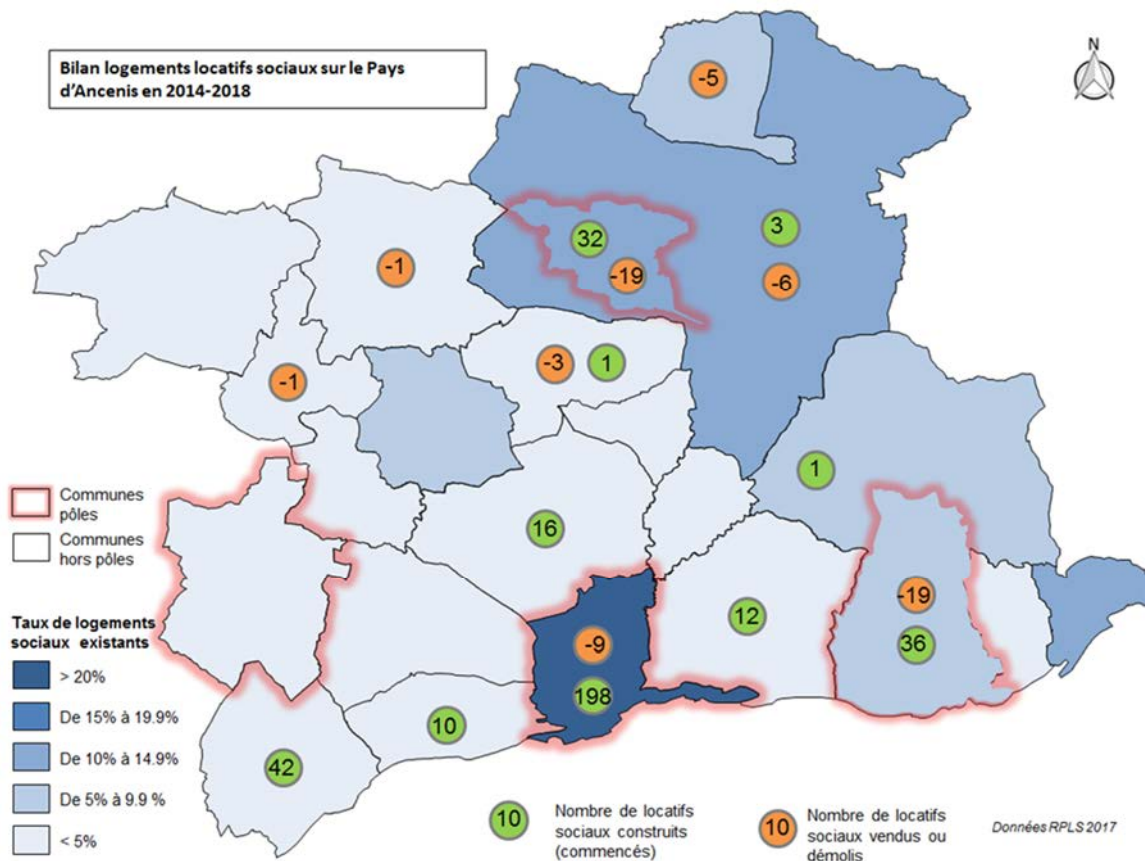 Bilan logements locatifs sociaux sur le Pays
d'Ancenis en 2014-2018
N
-5
3
32
-19
-6
-1
-3
1
-1
1
16
12
-19
36
-9
198
10
42
Communes
pôles
Communes
hors pôles
Taux de logements
sociaux existants
> 20%
De 15% à 19.9%
De 10% à 14.9%
De 5% à 9.9 %
< 5%
10
Nombre de locatifs
sociaux construits
(commencés)
10
Nombre de locatifs
sociaux vendus ou
démolis
Données RPLS 2017